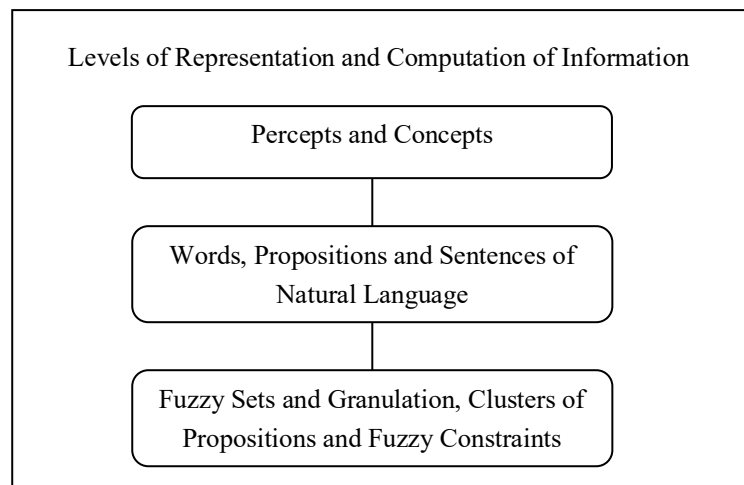 Levels of Representation and Computation of Information
Percepts and Concepts
Words, Propositions and Sentences of
Natural Language
Fuzzy Sets and Granulation, Clusters of
Propositions and Fuzzy Constraints